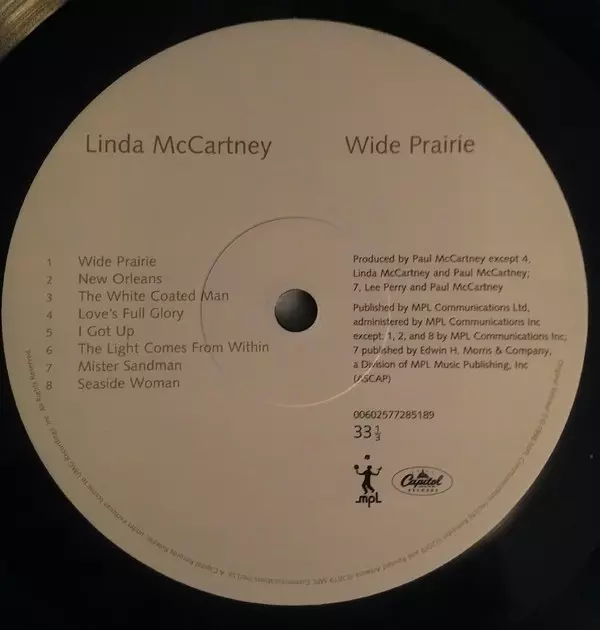 Linda McCartney
Wide Prairie
1 Wide Prairie
2 New Orleans
3 The White Coated Man
4 Love's Full Glory
5 I Got Up
6 The Light Comes From Within
7 Mister Sandman
8 Seaside Woman
Produced by Paul McCartney except 4,
Linda McCartney and Paul McCartney;
7, Lee Perry and Paul McCartney
Published by MPL Communications Ltd,
administered by MPL Communications Inc
except: 1, 2, and 8 by MPL Communications Inc;
7 published by Edwin H. Morris & Company,
a Division of MPL Music Publishing, Inc
(ASCAP)
00602577285189
33 1/3
MPL
Capitol
RECORDS